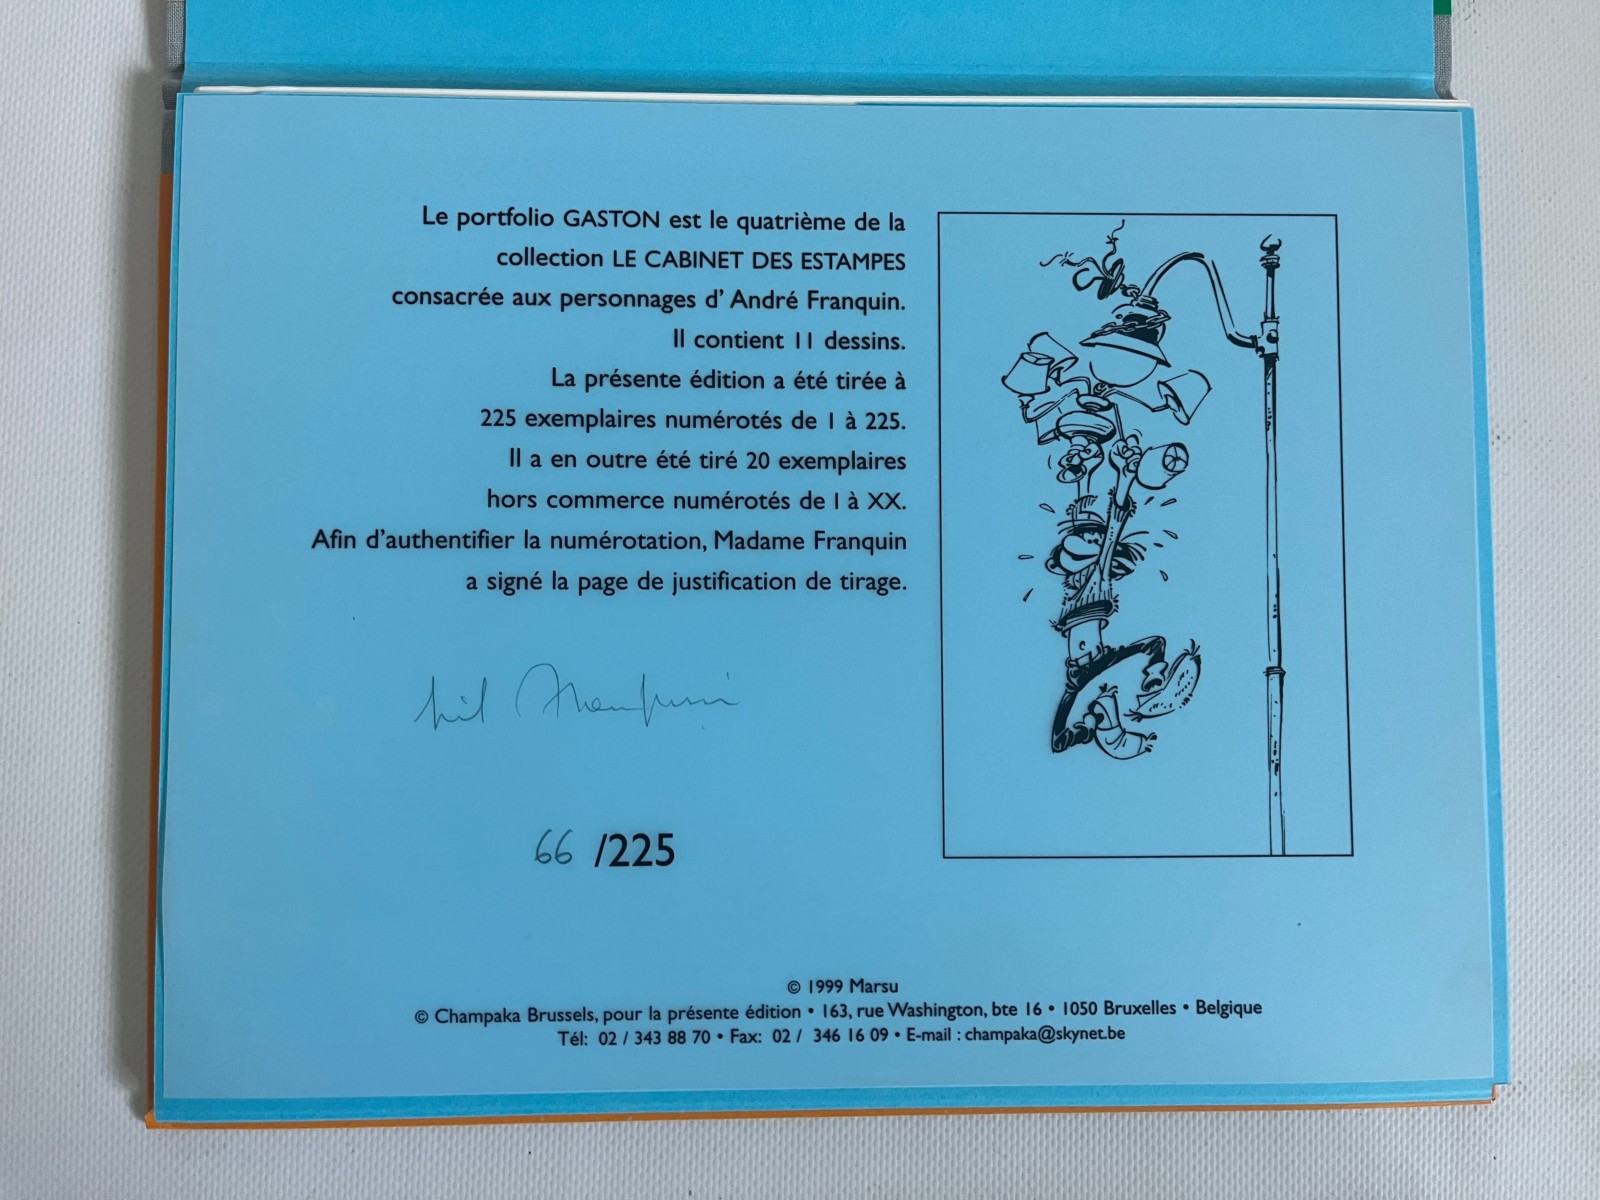 Le portfolio GASTON est le quatrième de la
collection LE CABINET DES ESTAMPES
consacrée aux personnages d' André Franquin.
Il contient 11 dessins.
La présente édition a été tirée à
225 exemplaires numérotés de 1 à 225.
Il a en outre été tiré 20 exemplaires
hors commerce numérotés de I à XX.
Afin d'authentifier la numérotation, Madame Franquin
a signé la page de justification de tirage.
Franquin
66 /225
© 1999 Marsu
© Champaka Brussels, pour la présente édition • 163, rue Washington, bte 16 • 1050 Bruxelles • Belgique
Tél: 02 / 343 88 70 • Fax: 02 / 346 16 09 • E-mail : champaka@skynet.be